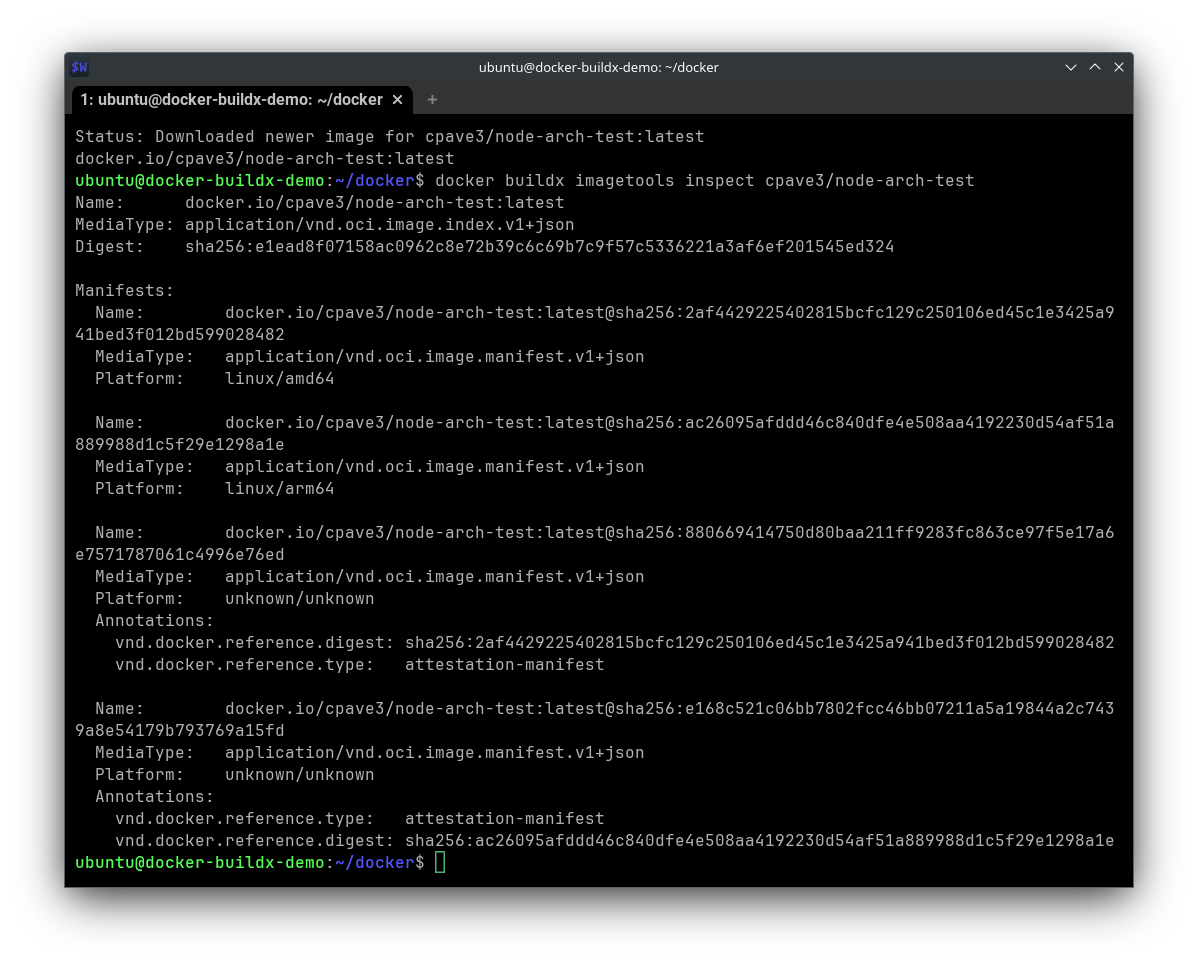 $W
ubuntu@docker-buildx-demo: ~/docker
1: ubuntu@docker-buildx-demo: ~/docker × +
Status: Downloaded newer image for cpave3/node-arch-test:latest
docker.io/cpave3/node-arch-test:latest
ubuntu@docker-buildx-demo:~/docker$ docker buildx imagetools inspect cpave3/node-arch-test
Name:      docker.io/cpave3/node-arch-test:latest
MediaType: application/vnd.oci.image.index.v1+json
Digest:    sha256:e1ead8f07158ac0962c8e72b39c6c69b7c9f57c5336221a3af6ef201545ed324

Manifests:
  Name:        docker.io/cpave3/node-arch-test:latest@sha256:2af4429225402815bcfc129c250106ed45c1e3425a9
41bed3f012bd599028482
  MediaType:   application/vnd.oci.image.manifest.v1+json
  Platform:    linux/amd64

  Name:        docker.io/cpave3/node-arch-test:latest@sha256:ac26095afddd46c840dfe4e508aa4192230d54af51a
889988d1c5f29e1298a1e
  MediaType:   application/vnd.oci.image.manifest.v1+json
  Platform:    linux/arm64

  Name:        docker.io/cpave3/node-arch-test:latest@sha256:880669414750d80baa211ff9283fc863ce97f5e17a6
e7571787061c4996e76ed
  MediaType:   application/vnd.oci.image.manifest.v1+json
  Platform:    unknown/unknown
  Annotations:
    vnd.docker.reference.digest: sha256:2af4429225402815bcfc129c250106ed45c1e3425a941bed3f012bd599028482
    vnd.docker.reference.type:   attestation-manifest

  Name:        docker.io/cpave3/node-arch-test:latest@sha256:e168c521c06bb7802fcc46bb07211a5a19844a2c743
9a8e54179b793769a15fd
  MediaType:   application/vnd.oci.image.manifest.v1+json
  Platform:    unknown/unknown
  Annotations:
    vnd.docker.reference.type:   attestation-manifest
    vnd.docker.reference.digest: sha256:ac26095afddd46c840dfe4e508aa4192230d54af51a889988d1c5f29e1298a1e
ubuntu@docker-buildx-demo:~/docker$